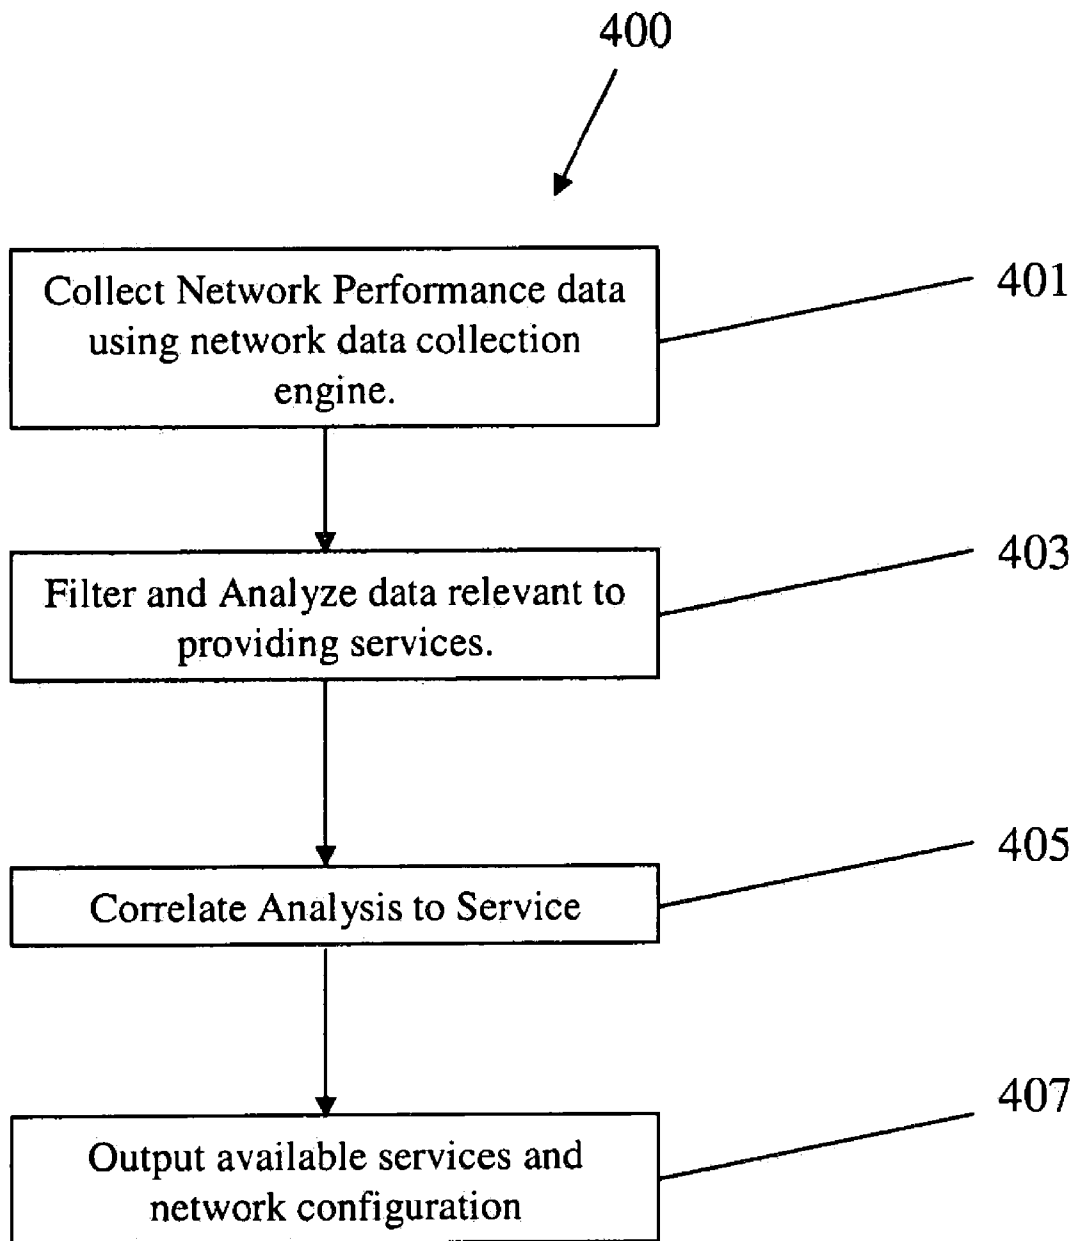 400
Collect Network Performance data
using network data collection
engine.
401
Filter and Analyze data relevant to
providing services.
403
Correlate Analysis to Service
405
Output available services and
network configuration
407